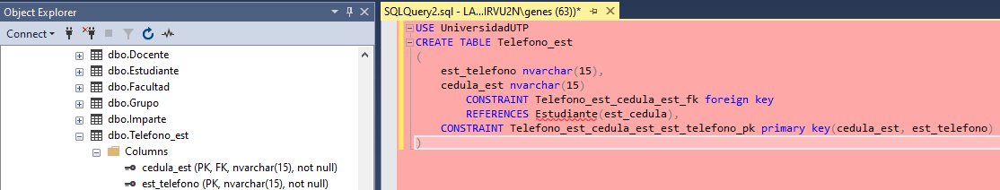 Object Explorer
Connect
dbo.Docente
dbo.Estudiante
dbo.Facultad
dbo.Grupo
dbo.Imparte
dbo.Telefono_est
Columns
cedula_est (PK, FK, nvarchar(15), not null)
est_telefono (PK, nvarchar(15), not null)
SQLQuery2.sql - LA...IRVU2N\genes (63))*
USE UniversidadUTP
CREATE TABLE Telefono_est
(
est_telefono nvarchar(15),
cedula_est nvarchar(15)
CONSTRAINT Telefono_est_cedula_est_fk foreign key
REFERENCES Estudiante(est_cedula),
CONSTRAINT Telefono_est_cedula_est_est_telefono_pk primary key(cedula_est, est_telefono)
)